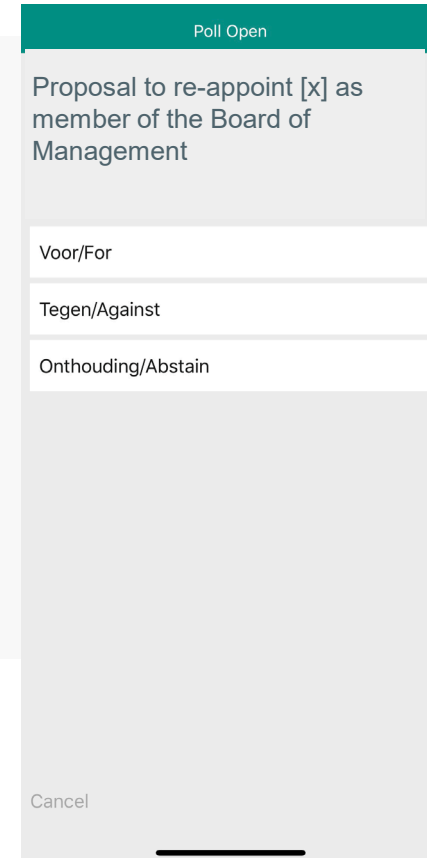 Poll Open
Proposal to re-appoint [x] as
member of the Board of
Management
Voor/For
Tegen/Against
Onthouding/Abstain
Cancel